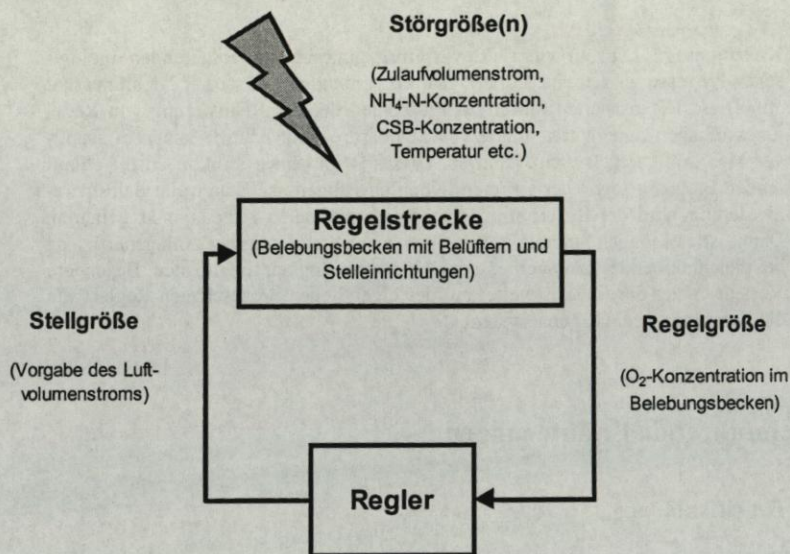 Störgröße(n)
(Zulaufvolumenstrom,
NH₄-N-Konzentration,
CSB-Konzentration,
Temperatur etc.)
Regelstrecke
(Belebungsbecken mit Belüftern und
Stelleinrichtungen)
Stellgröße
(Vorgabe des Luft-
volumenstroms)
Regelgröße
(O₂-Konzentration im
Belebungsbecken)
Regler